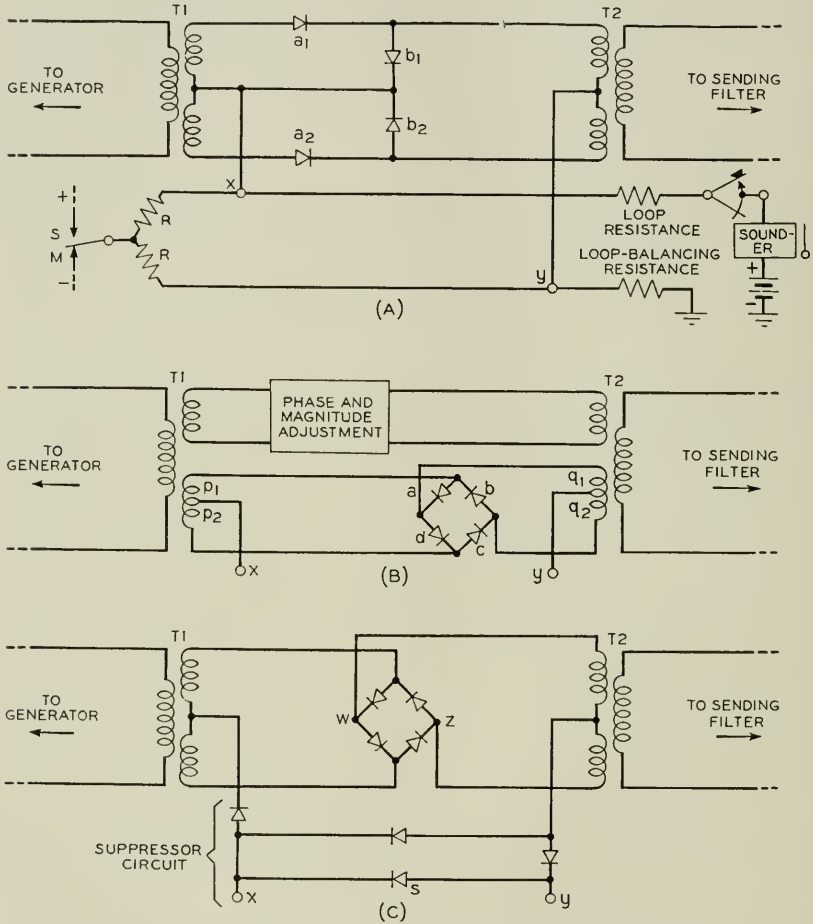 T1
T2
a1
b1
TO
GENERATOR
TO SENDING
FILTER
b2
a2
x
+
S
M
−
R
R
LOOP
RESISTANCE
SOUND-
ER
LOOP-BALANCING
RESISTANCE
y
+
−
(A)
T1
T2
PHASE AND
MAGNITUDE
ADJUSTMENT
TO
GENERATOR
TO SENDING
FILTER
p1
p2
a
b
d
c
q1
q2
x
y
(B)
T1
T2
TO
GENERATOR
TO SENDING
FILTER
W
Z
SUPPRESSOR
CIRCUIT
x
S
y
(C)